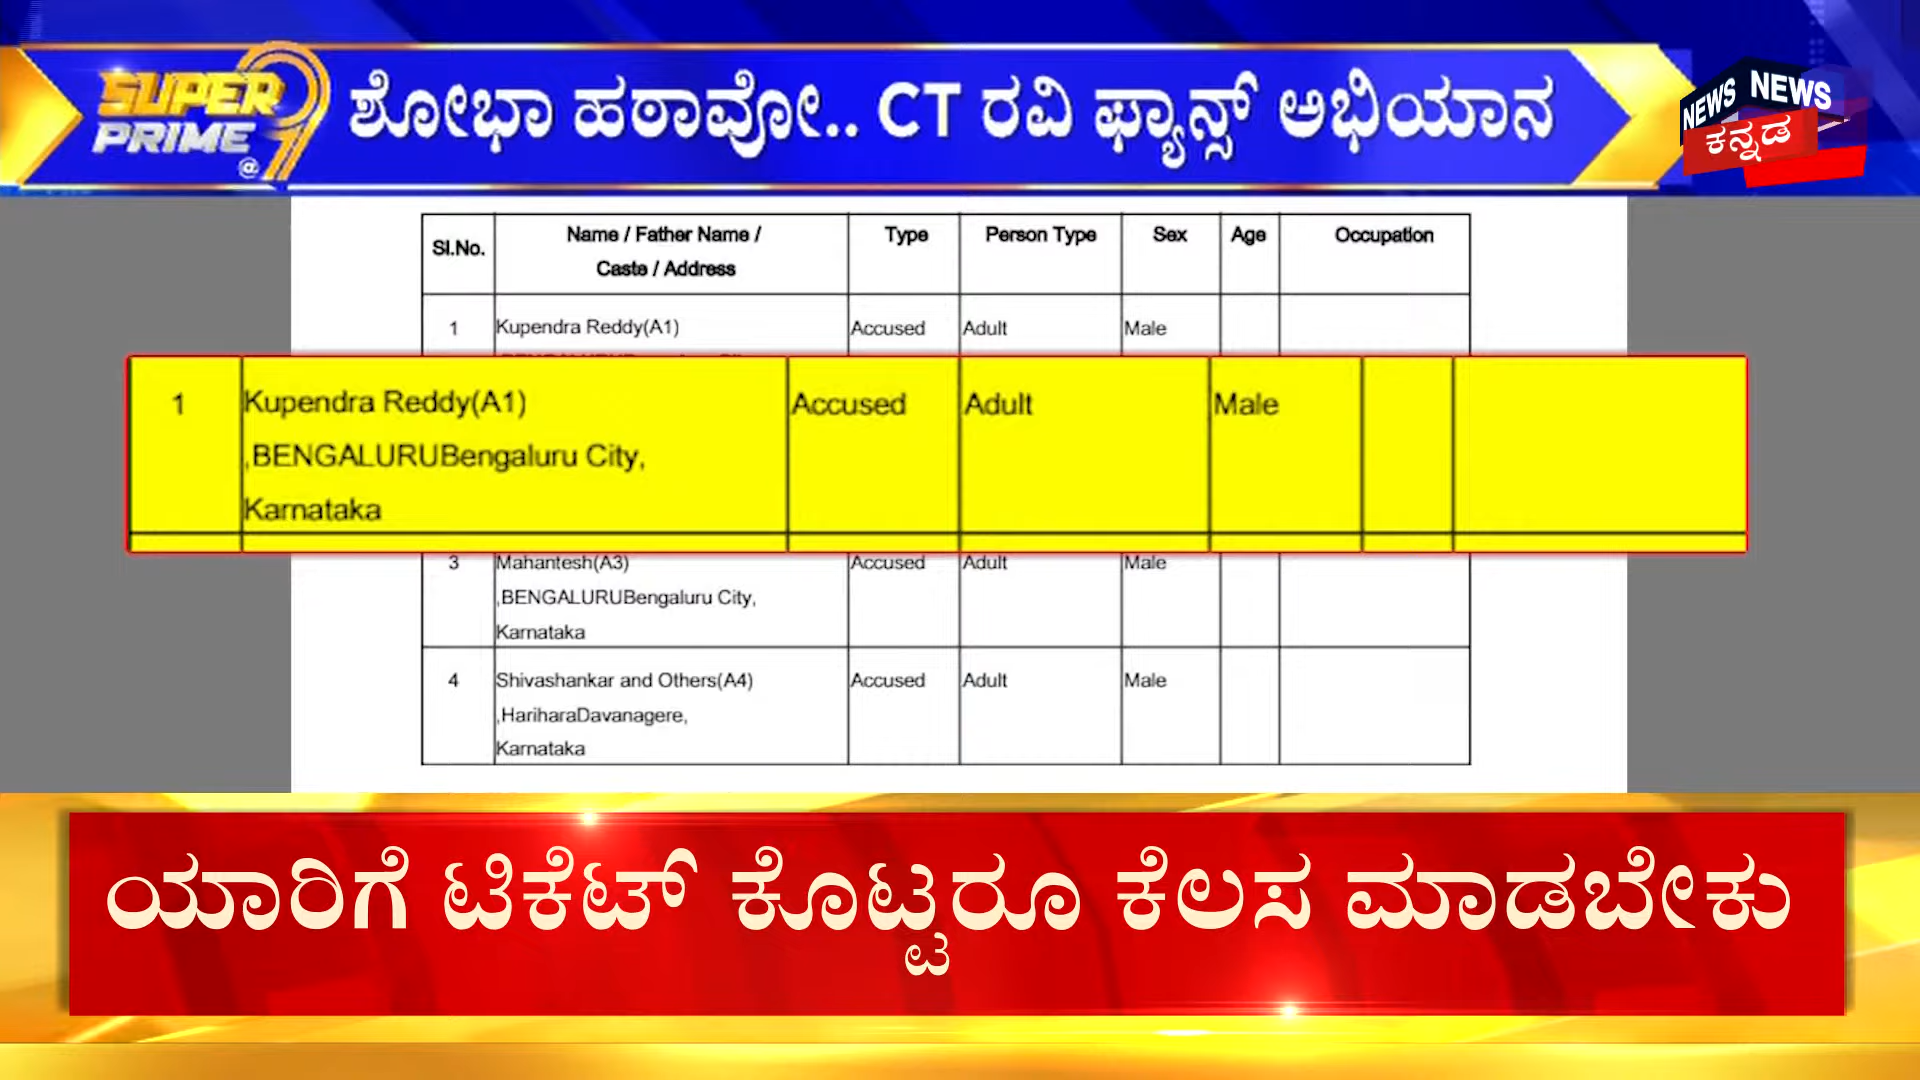 SUPER PRIME @ 9
ಶೋಭಾ ಹಠಾವೋ.. CT ರವಿ ಫ್ಯಾನ್ಸ್ ಅಭಿಯಾನ
NEWS NEWS
ಕನ್ನಡ
Sl.No. Name / Father Name / Caste / Address Type Person Type Sex Age Occupation
1 Kupendra Reddy(A1) Accused Adult Male
1 Kupendra Reddy(A1) Accused Adult Male
,BENGALURUBengaluru City,
Karnataka
3 Mahantesh(A3) Accused Adult Male
,BENGALURUBengaluru City,
Karnataka
4 Shivashankar and Others(A4) Accused Adult Male
,HariharaDavanagere,
Karnataka
ಯಾರಿಗೆ ಟಿಕೆಟ್ ಕೊಟ್ಟರೂ ಕೆಲಸ ಮಾಡಬೇಕು